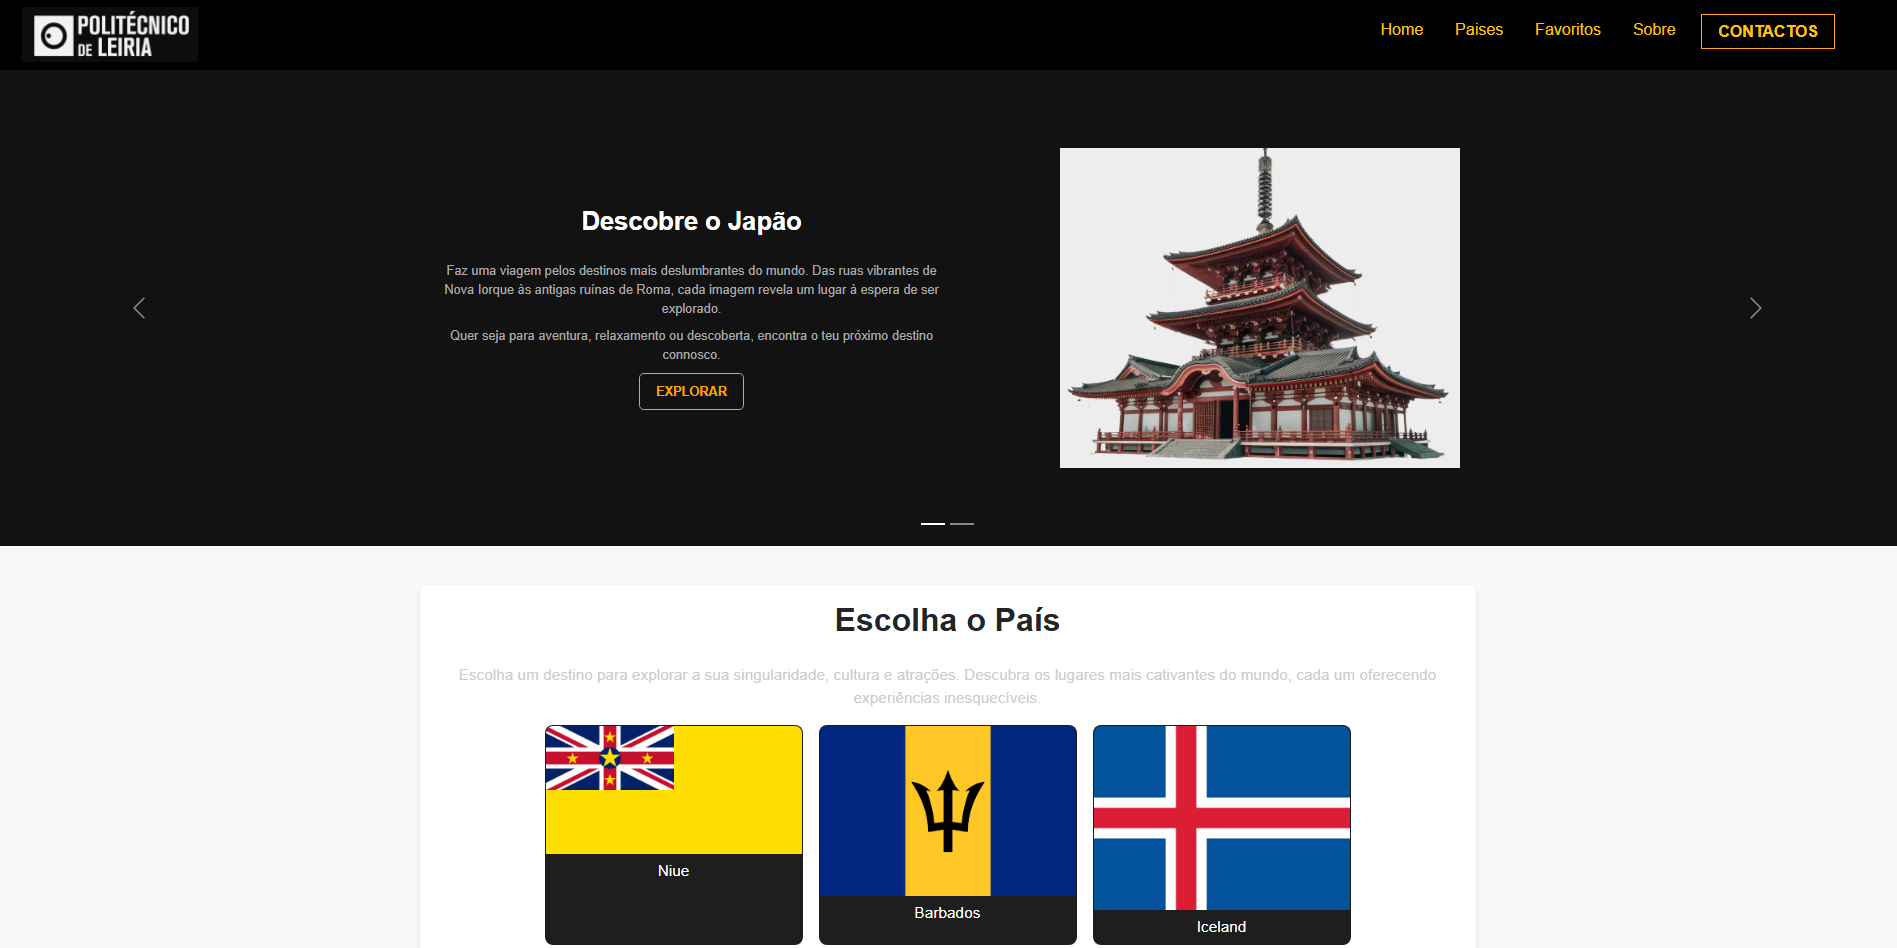 POLITÉCNICO
DE LEIRIA
Home
Paises
Favoritos
Sobre
CONTACTOS
Descobre o Japão
Faz uma viagem pelos destinos mais deslumbrantes do mundo. Das ruas vibrantes de
Nova Iorque às antigas ruínas de Roma, cada imagem revela um lugar à espera de ser
explorado.
Quer seja para aventura, relaxamento ou descoberta, encontra o teu próximo destino
connosco.
EXPLORAR
Escolha o País
Escolha um destino para explorar a sua singularidade, cultura e atrações. Descubra os lugares mais cativantes do mundo, cada um oferecendo
experiências inesquecíveis.
Niue
Barbados
Iceland